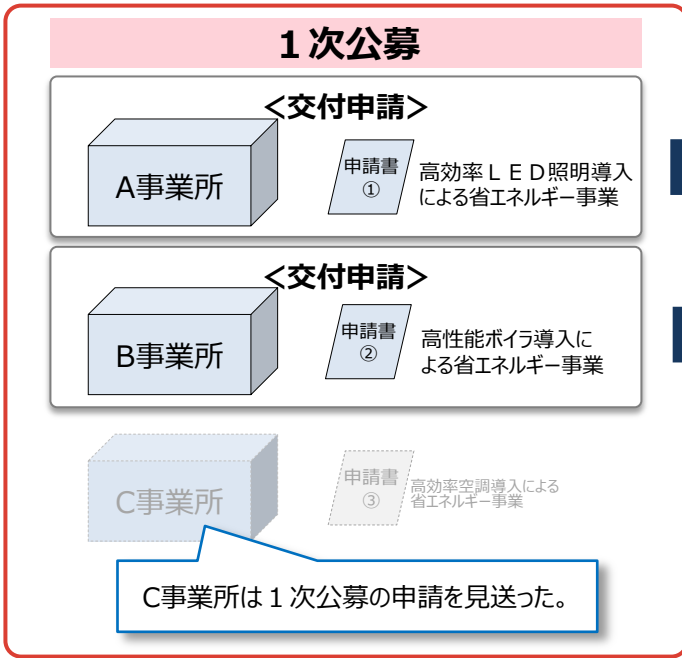 １次公募
＜交付申請＞
A事業所
申請書
①
高効率ＬＥＤ照明導入
による省エネルギー事業
＜交付申請＞
B事業所
申請書
②
高性能ボイラ導入に
よる省エネルギー事業
C事業所
申請書
③
高効率空調導入による
省エネルギー事業
C事業所は１次公募の申請を見送った。